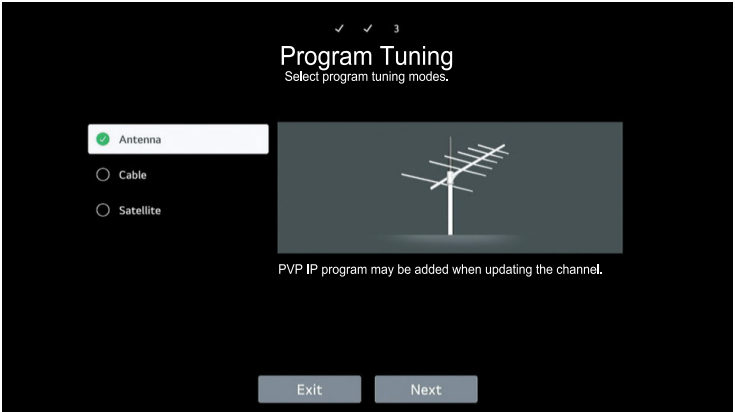 3
Program Tuning
Select program tuning modes.
Antenna
Cable
Satellite
PVP IP program may be added when updating the channel.
Exit
Next